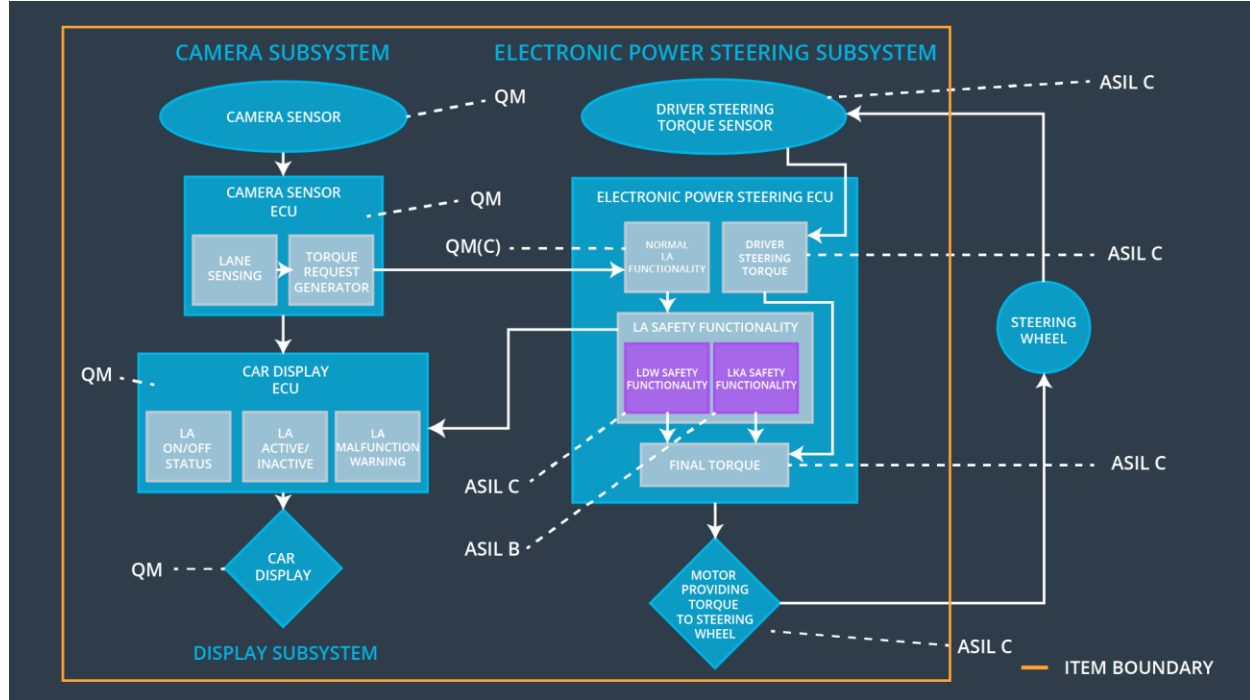 CAMERA SUBSYSTEM
ELECTRONIC POWER STEERING SUBSYSTEM
CAMERA SENSOR
QM
DRIVER STEERING
TORQUE SENSOR
ASIL C
CAMERA SENSOR
ECU
QM
LANE
SENSING
TORQUE
REQUEST
GENERATOR
QM(C)
ELECTRONIC POWER STEERING ECU
NORMAL
LA
FUNCTIONALITY
DRIVER
STEERING
TORQUE
ASIL C
LA SAFETY FUNCTIONALITY
LDW SAFETY
FUNCTIONALITY
LKA SAFETY
FUNCTIONALITY
STEERING
WHEEL
QM
CAR DISPLAY
ECU
LA
ON/OFF
STATUS
LA
ACTIVE/
INACTIVE
LA
MALFUNCTION
WARNING
FINAL TORQUE
ASIL C
ASIL C
ASIL B
QM
CAR
DISPLAY
MOTOR
PROVIDING
TORQUE
TO STEERING
WHEEL
ASIL C
DISPLAY SUBSYSTEM
ITEM BOUNDARY